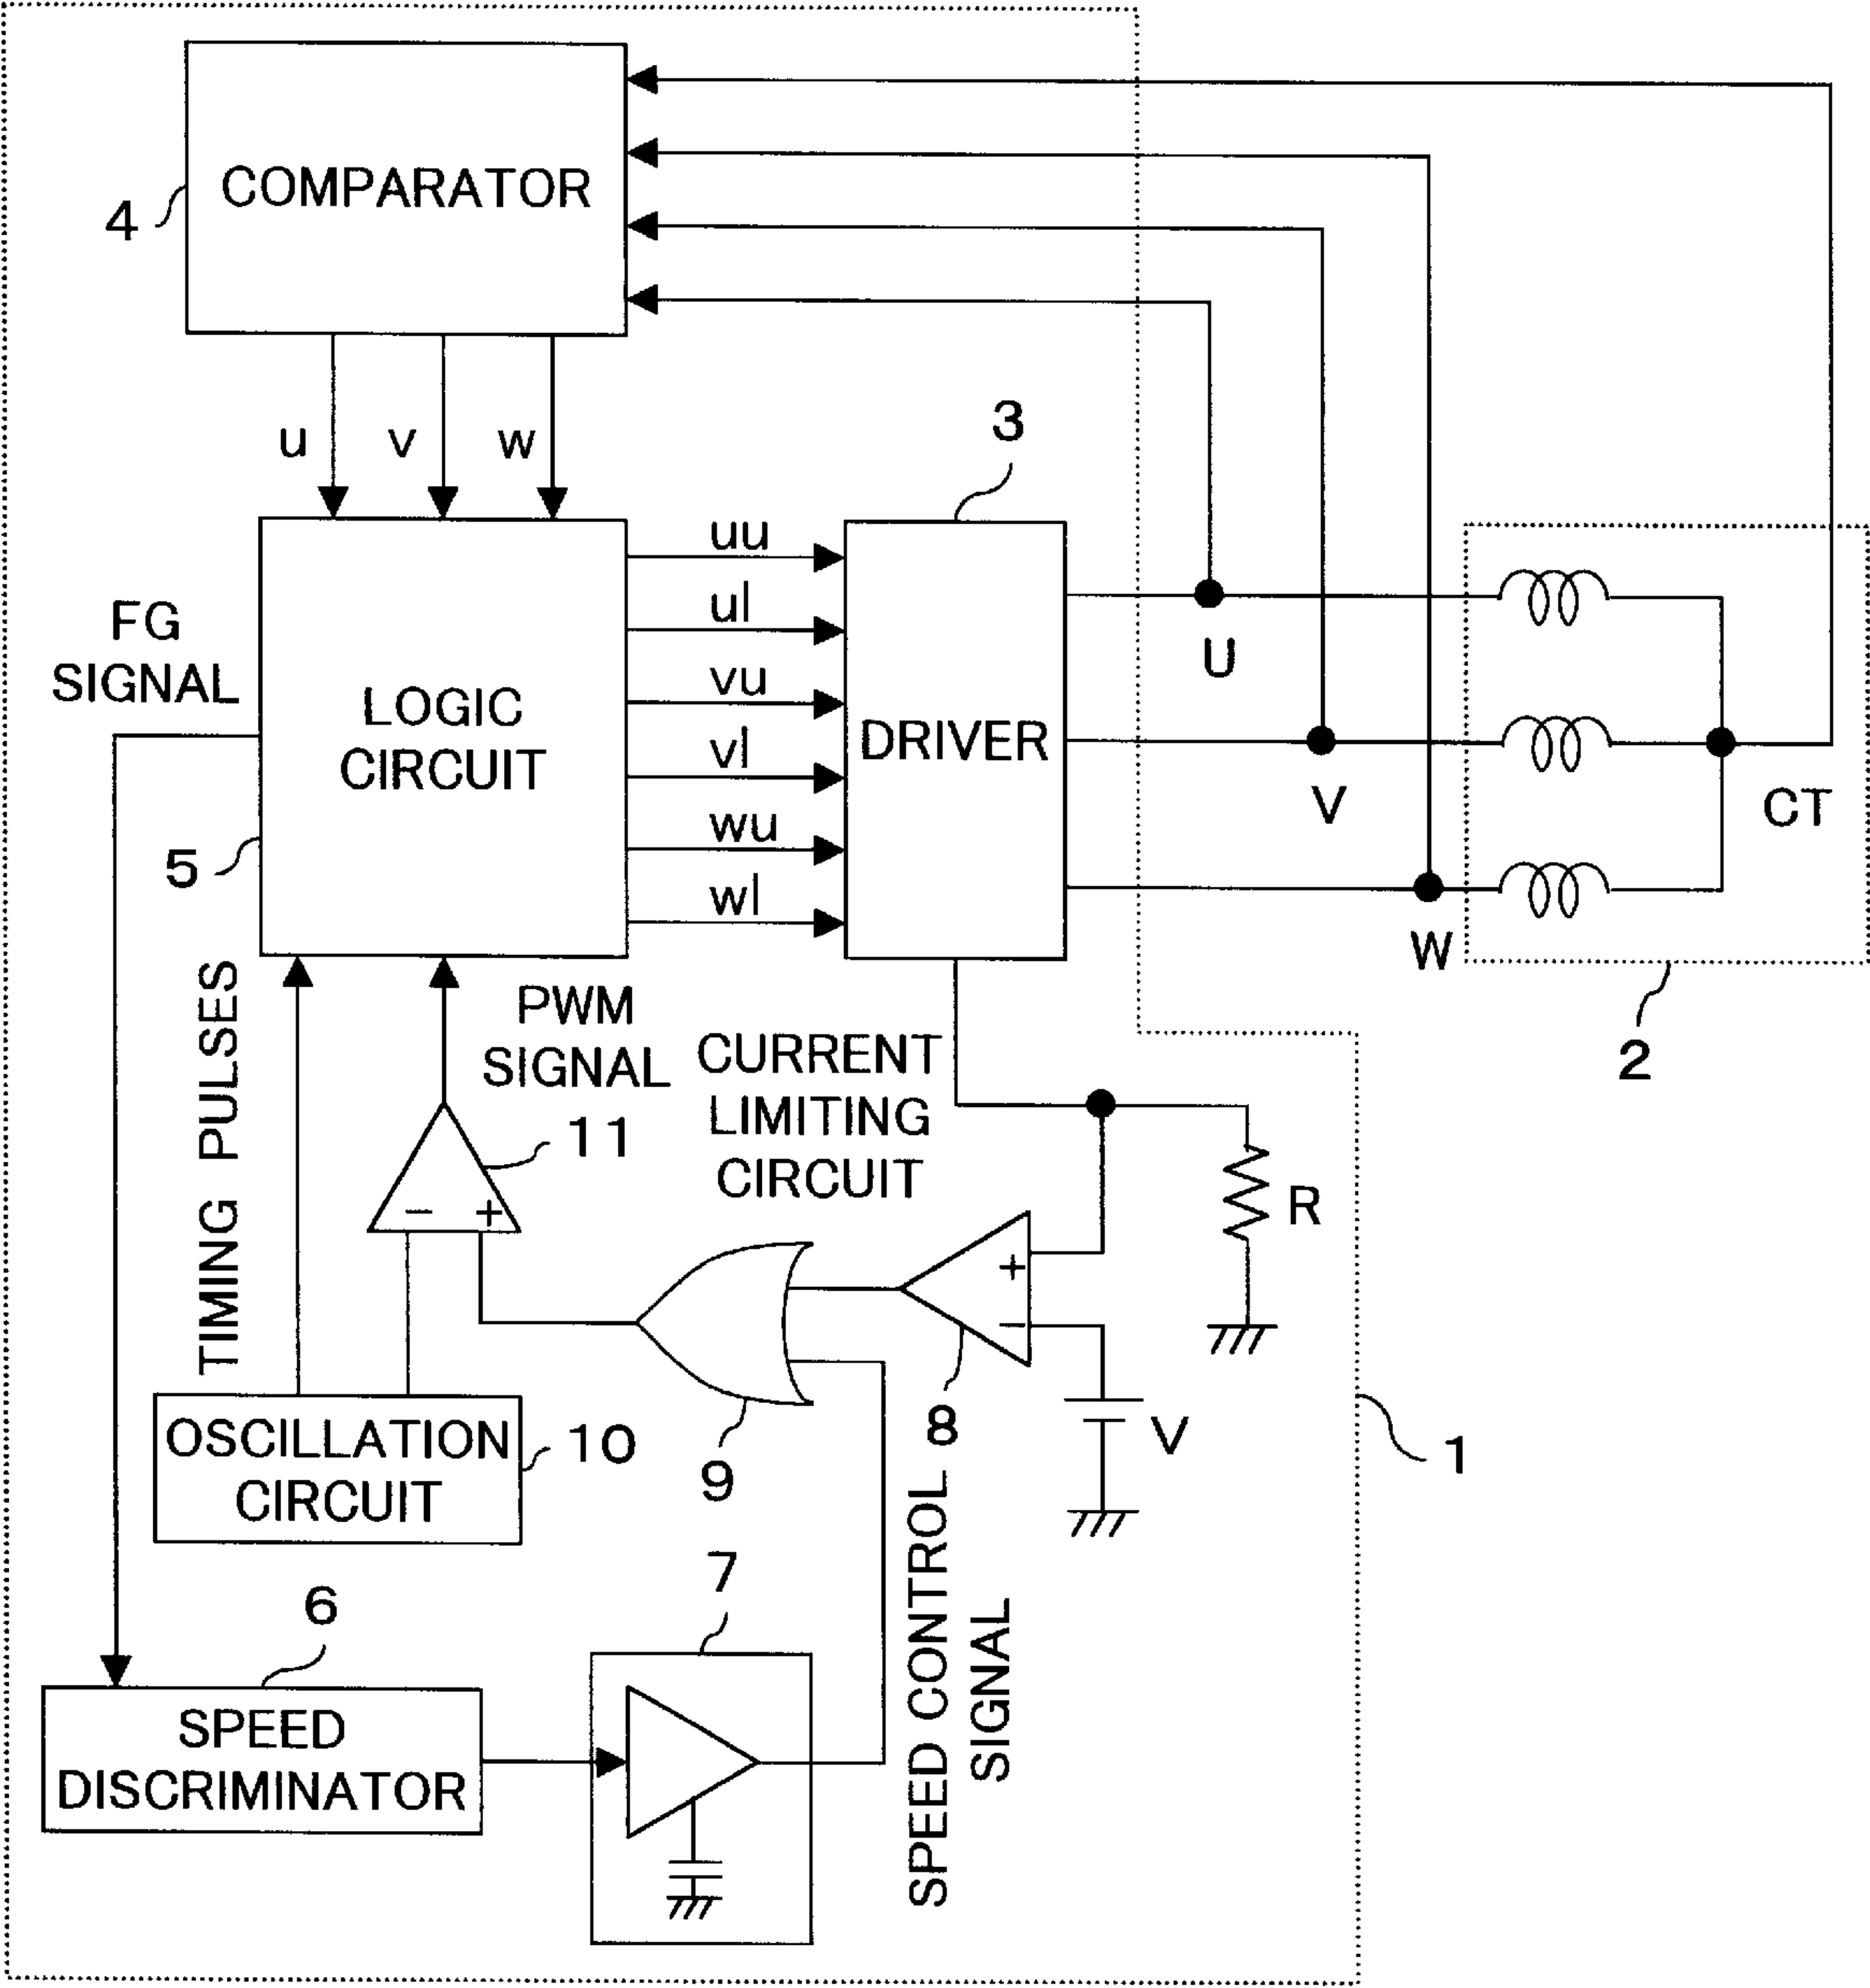 COMPARATOR
4
u
v
w
3
FG
SIGNAL
LOGIC
CIRCUIT
5
uu
ul
vu
vl
wu
wl
DRIVER
U
V
W
CT
2
TIMING PULSES
PWM
SIGNAL
11
− +
CURRENT
LIMITING
CIRCUIT
R
+
−
8
V
9
OSCILLATION
CIRCUIT
10
1
SPEED CONTROL
SIGNAL
7
6
SPEED
DISCRIMINATOR